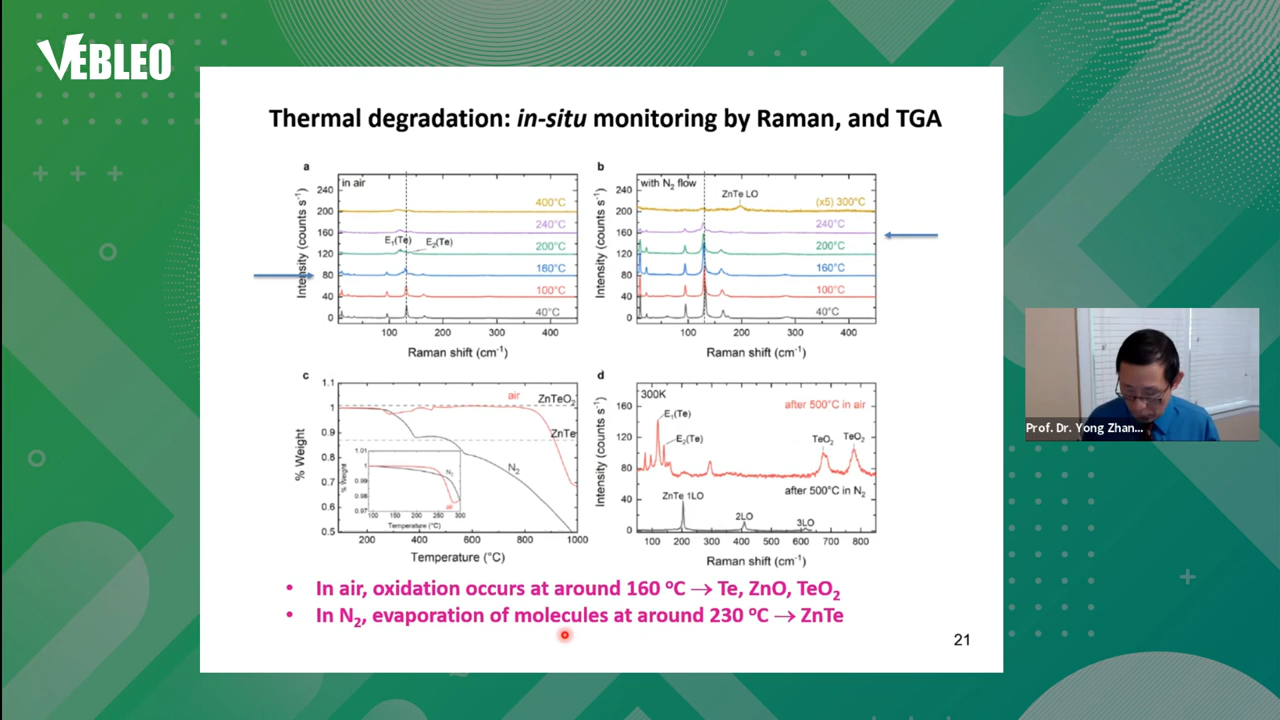 VEBLEO
Thermal degradation: in-situ monitoring by Raman, and TGA
a
in air
240
200
160
120
80
40
0
400°C
240°C
200°C
160°C
100°C
40°C
E₁(Te)
E₂(Te)
Intensity (counts s⁻¹)
100 200 300 400
Raman shift (cm⁻¹)
b
with N₂ flow
240
200
160
120
80
40
0
ZnTe LO
(x5) 300°C
240°C
200°C
160°C
100°C
40°C
Intensity (counts s⁻¹)
100 200 300 400
Raman shift (cm⁻¹)
c
1.1
1
0.9
0.8
0.7
0.6
0.5
air
ZnTeO₂
ZnTe
N₂
% Weight
1.01
1
0.99
0.98
0.97
N₂
air
% Weight
100 150 200 250 300
Temperature (°C)
200 400 600 800 1000
Temperature (°C)
d
300K
160
120
80
40
0
E₁(Te)
E₂(Te)
after 500°C in air
TeO₂ TeO₂
after 500°C in N₂
ZnTe 1LO
2LO
3LO
Intensity (counts s⁻¹)
100 200 300 400 500 600 700 800
Raman shift (cm⁻¹)
• In air, oxidation occurs at around 160 °C → Te, ZnO, TeO₂
• In N₂, evaporation of molecules at around 230 °C → ZnTe
21
Prof. Dr. Yong Zhan...